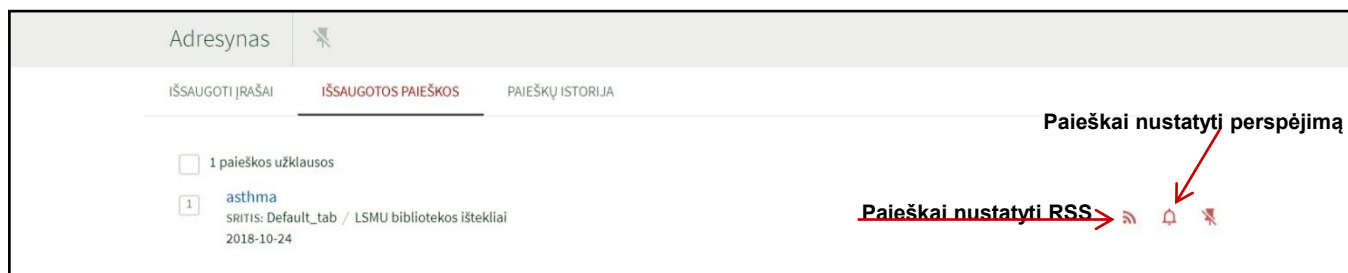 Adresynas
IŠSAUGOTI ĮRAŠAI IŠSAUGOTOS PAIEŠKOS PAIEŠKŲ ISTORIJA
Paieškai nustatyti perspėjimą
1 paieškos užklausos
1 asthma
SRITIS: Default_tab / LSMU bibliotekos ištekliai
Paieškai nustatyti RSS
2018-10-24